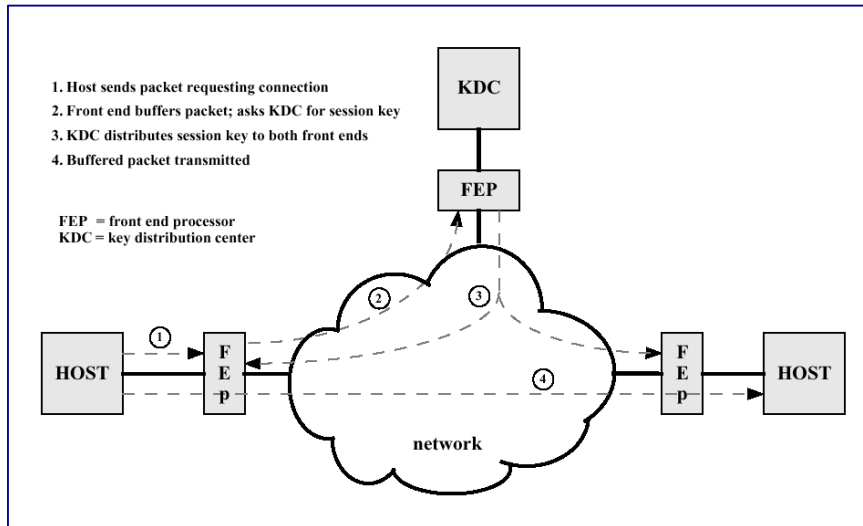 1. Host sends packet requesting connection
2. Front end buffers packet; asks KDC for session key
3. KDC distributes session key to both front ends
4. Buffered packet transmitted
FEP = front end processor
KDC = key distribution center
KDC
FEP
2
3
1
HOST
F
E
p
4
F
E
p
HOST
network